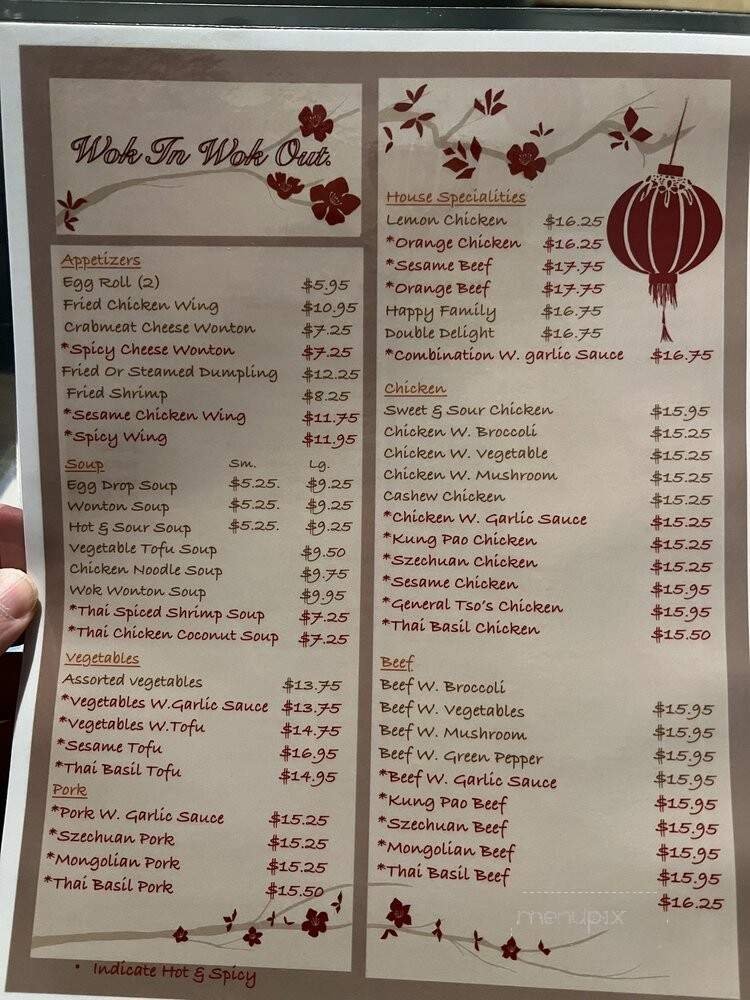 Wok In Wok Out.
Appetizers
Egg Roll (2) $5.95
Fried Chicken Wing $10.95
Crabmeat Cheese Wonton $7.25
*Spicy Cheese Wonton $7.25
Fried Or Steamed Dumpling $12.25
Fried Shrimp $8.25
*Sesame Chicken Wing $11.75
*Spicy Wing $11.95
Soup Sm. Lg.
Egg Drop Soup $5.25. $9.25
Wonton Soup $5.25. $9.25
Hot & Sour Soup $5.25. $9.25
Vegetable Tofu Soup $9.50
Chicken Noodle Soup $9.75
Wok Wonton Soup $9.95
*Thai Spiced Shrimp Soup $7.25
*Thai Chicken Coconut Soup $7.25
Vegetables
Assorted vegetables $13.75
*Vegetables W.Garlic Sauce $13.75
*Vegetables W.Tofu $14.75
*Sesame Tofu $16.95
*Thai Basil Tofu $14.95
Pork
*Pork W. Garlic Sauce $15.25
*Szechuan Pork $15.25
*Mongolian Pork $15.25
*Thai Basil Pork $15.50
• Indicate Hot & Spicy
House Specialities
Lemon Chicken $16.25
*Orange Chicken $16.25
*Sesame Beef $17.75
*Orange Beef $17.75
Happy Family $16.75
Double Delight $16.75
*Combination W. garlic Sauce $16.75
Chicken
Sweet & Sour Chicken $15.95
Chicken W. Broccoli $15.25
Chicken W. Vegetable $15.25
Chicken W. Mushroom $15.25
Cashew Chicken $15.25
*Chicken W. Garlic Sauce $15.25
*Kung Pao Chicken $15.25
*Szechuan Chicken $15.25
*Sesame Chicken $15.95
*General Tso's Chicken $15.95
*Thai Basil Chicken $15.50
Beef
Beef W. Broccoli
Beef W. Vegetables $15.95
Beef W. Mushroom $15.95
Beef W. Green Pepper $15.95
*Beef W. Garlic Sauce $15.95
*Kung Pao Beef $15.95
*Szechuan Beef $15.95
*Mongolian Beef $15.95
*Thai Basil Beef $15.95
$16.25
menupix